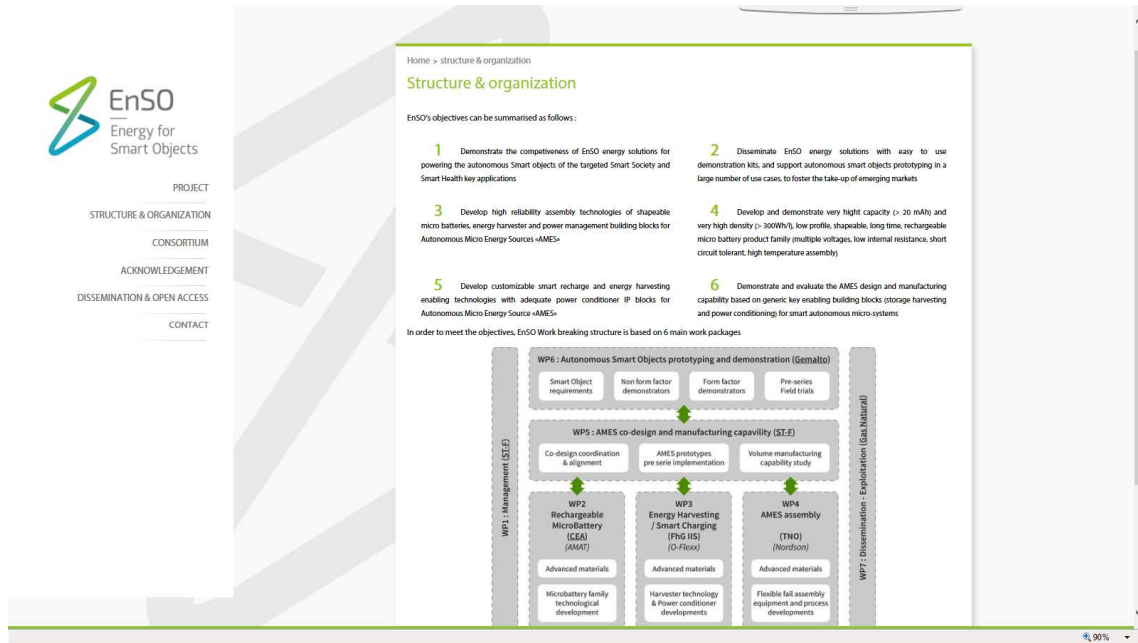 EnSO
Energy for
Smart Objects
PROJECT
STRUCTURE & ORGANIZATION
CONSORTIUM
ACKNOWLEDGEMENT
DISSEMINATION & OPEN ACCESS
CONTACT
Home > structure & organization
Structure & organization
EnSO's objectives can be summarised as follows :
1 Demonstrate the competiveness of EnSO energy solutions for
powering the autonomous Smart objects of the targeted Smart Society and
Smart Health key applications
2 Disseminate EnSO energy solutions with easy to use
demonstration kits, and support autonomous smart objects prototyping in a
large number of use cases, to foster the take-up of emerging markets
3 Develop high reliability assembly technologies of shapeable
micro batteries, energy harvester and power management building blocks for
Autonomous Micro Energy Sources «AMES»
4 Develop and demonstrate very hight capacity (> 20 mAh) and
very high density (> 300Wh/l), low profile, shapeable, long time, rechargeable
micro battery product family (multiple voltages, low internal resistance, short
circuit tolerant, high temperature assembly)
5 Develop customizable smart recharge and energy harvesting
enabling technologies with adequate power conditioner IP blocks for
Autonomous Micro Energy Source «AMES»
6 Demonstrate and evaluate the AMES design and manufacturing
capability based on generic key enabling building blocks (storage harvesting
and power conditioning) for smart autonomous micro-systems
In order to meet the objectives, EnSO Work breaking structure is based on 6 main work packages
WP1 : Management (ST-F)
WP6 : Autonomous Smart Objects prototyping and demonstration (Gemalto)
Smart Object
requirements
Non form factor
demonstrators
Form factor
demonstrators
Pre-series
Field trials
WP5 : AMES co-design and manufacturing capavility (ST-F)
Co-design coordination
& alignment
AMES prototypes
pre serie implementation
Volume manufacturing
capability study
WP2
Rechargeable
MicroBattery
(CEA)
(AMAT)
Advanced materials
Microbattery family
technological
development
WP3
Energy Harvesting
/ Smart Charging
(FhG IIS)
(O-Flexx)
Advanced materials
Harvester technology
& Power conditioner
developments
WP4
AMES assembly
(TNO)
(Nordson)
Advanced materials
Flexible fail assembly
equipment and process
developments
WP7 : Dissemination - Exploitation (Gas Natural)
90%